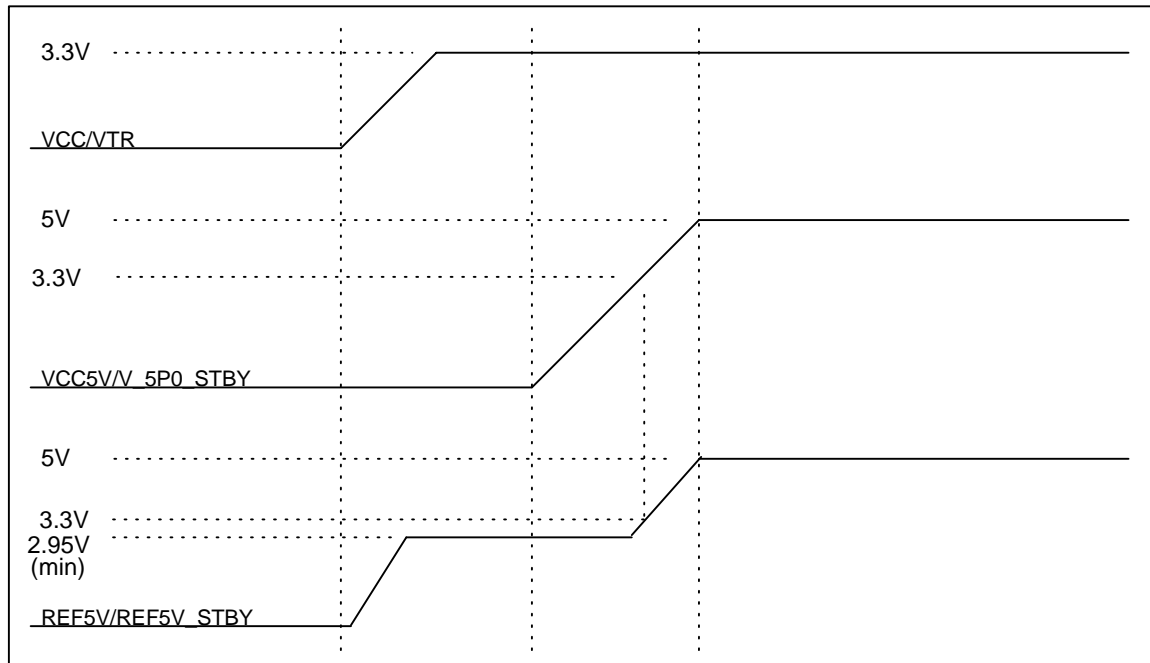 3.3V
VCC/VTR
5V
3.3V
VCC5V/V_5P0_STBY
5V
3.3V
2.95V
(min)
REF5V/REF5V_STBY